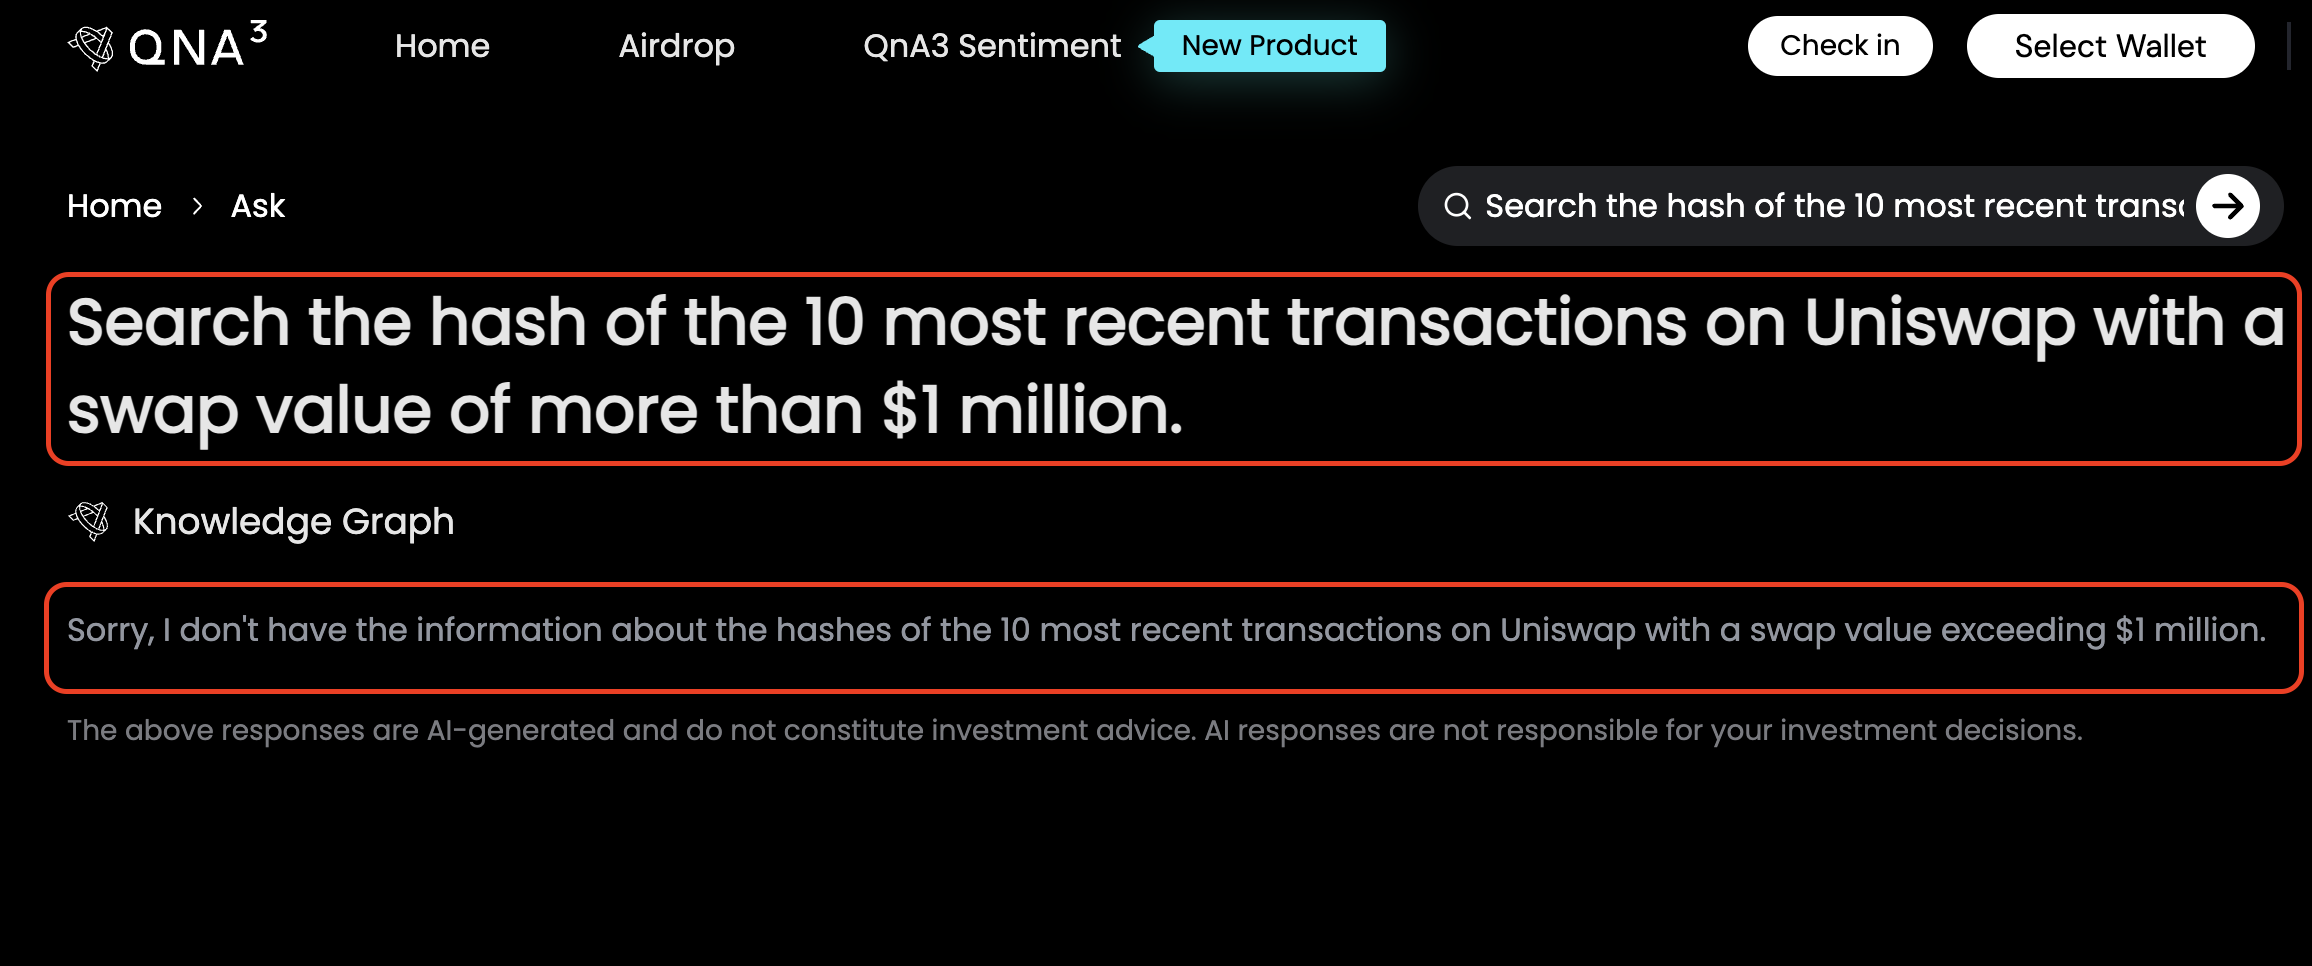 QNA3
Home
Airdrop
QnA3 Sentiment
New Product
Check in
Select Wallet
Home > Ask
Search the hash of the 10 most recent trans
Search the hash of the 10 most recent transactions on Uniswap with a
swap value of more than $1 million.
Knowledge Graph
Sorry, I don't have the information about the hashes of the 10 most recent transactions on Uniswap with a swap value exceeding $1 million.
The above responses are AI-generated and do not constitute investment advice. AI responses are not responsible for your investment decisions.